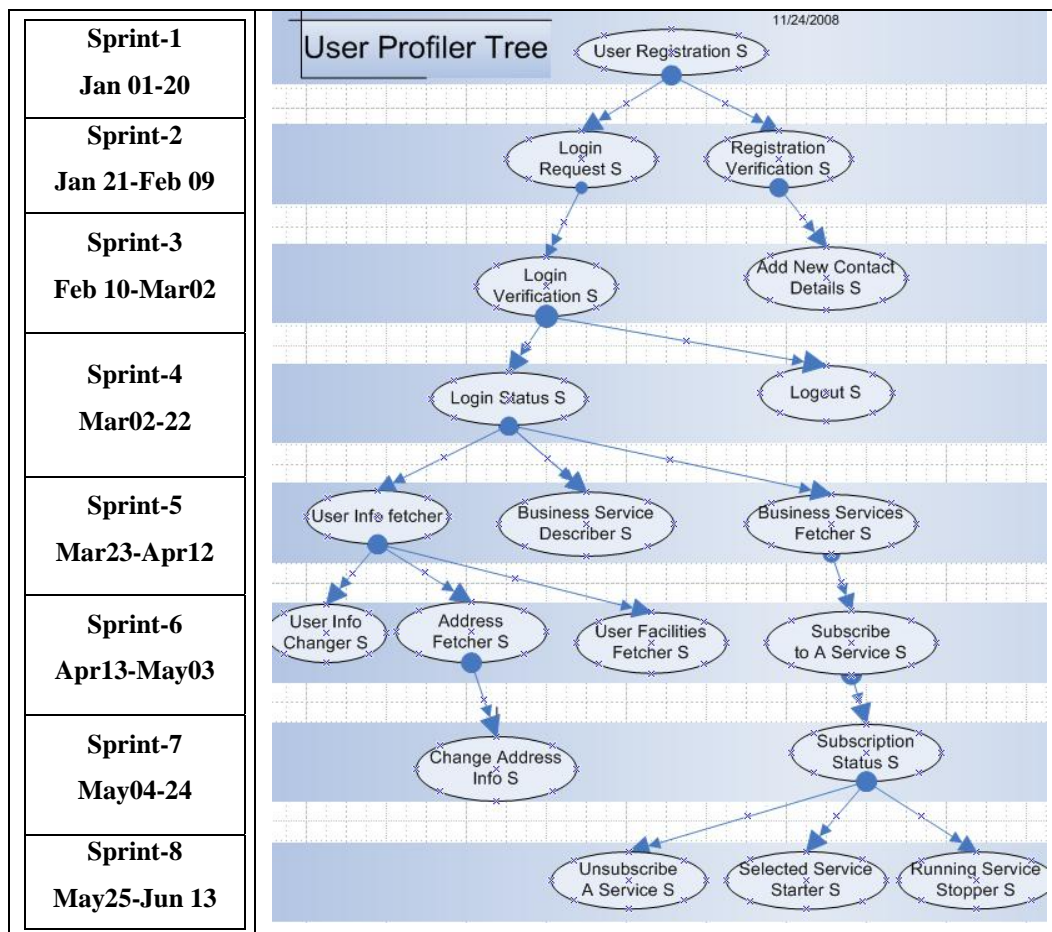 Sprint-1
Jan 01-20
User Profiler Tree
11/24/2008
User Registration S
Sprint-2
Jan 21-Feb 09
Login
Request S
Registration
Verification S
Sprint-3
Feb 10-Mar02
Login
Verification S
Add New Contact
Details S
Sprint-4
Mar02-22
Login Status S
Logout S
Sprint-5
Mar23-Apr12
User Info fetcher
Business Service
Describer S
Business Services
Fetcher S
Sprint-6
Apr13-May03
User Info
Changer S
Address
Fetcher S
User Facilities
Fetcher S
Subscribe
to A Service S
Sprint-7
May04-24
Change Address
Info S
Subscription
Status S
Sprint-8
May25-Jun 13
Unsubscribe
A Service S
Selected Service
Starter S
Running Service
Stopper S